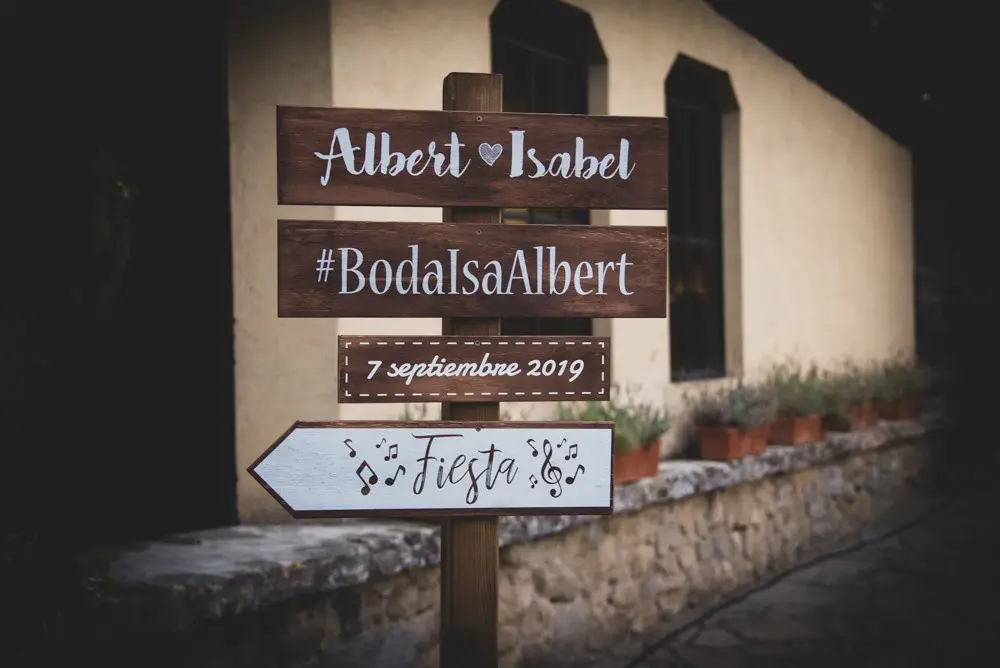 Albert ♥ Isabel
#BodaIsaAlbert
7 septiembre 2019
Fiesta